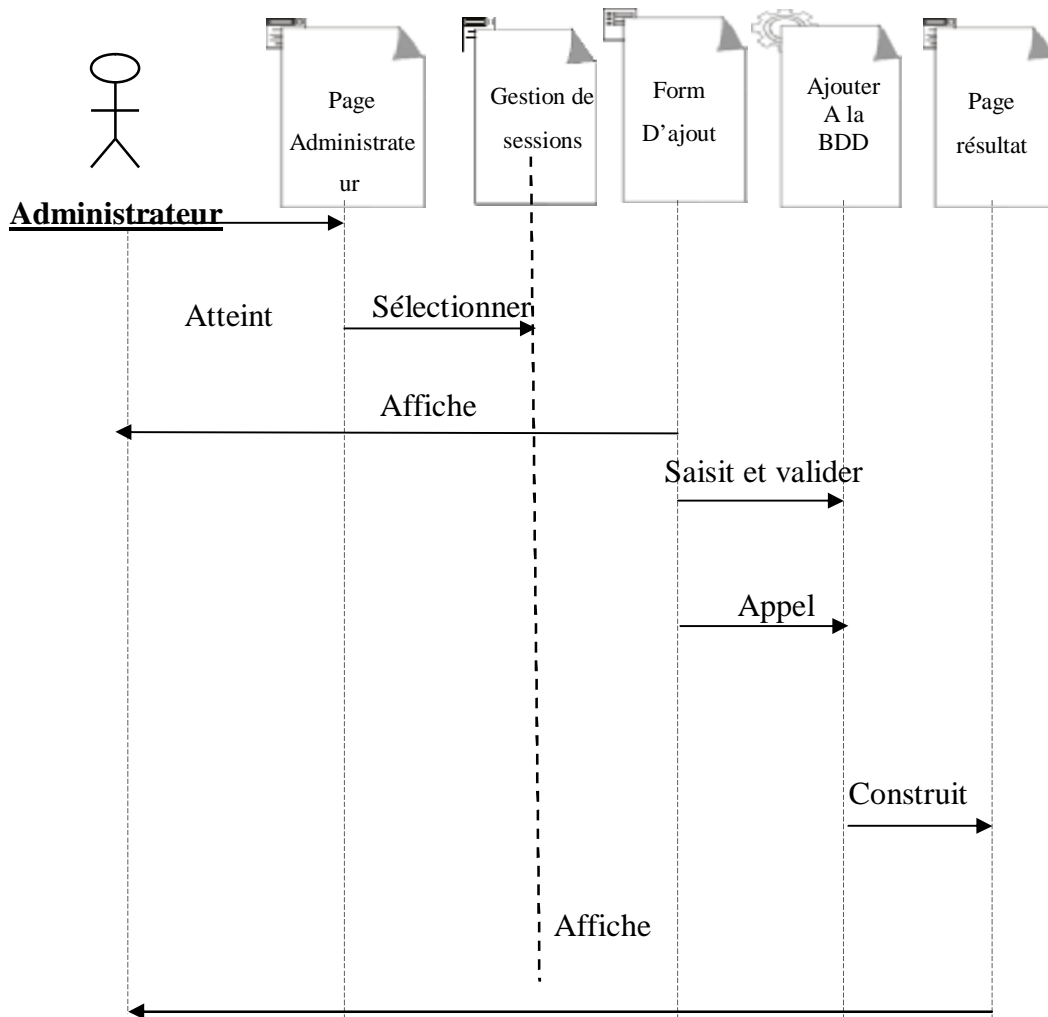 Page
Administrate
ur
Gestion de
sessions
Form
D’ajout
Ajouter
A la
BDD
Page
résultat
Administrateur
Atteint
Sélectionner
Affiche
Saisit et valider
Appel
Construit
Affiche